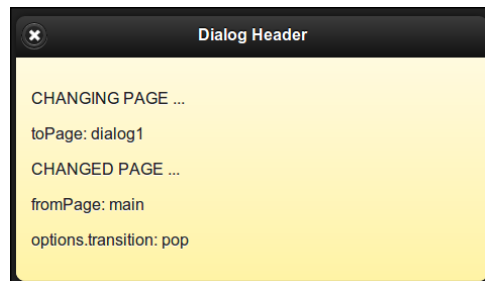 Dialog Header
CHANGING PAGE ...
toPage: dialog1
CHANGED PAGE ...
fromPage: main
options.transition: pop